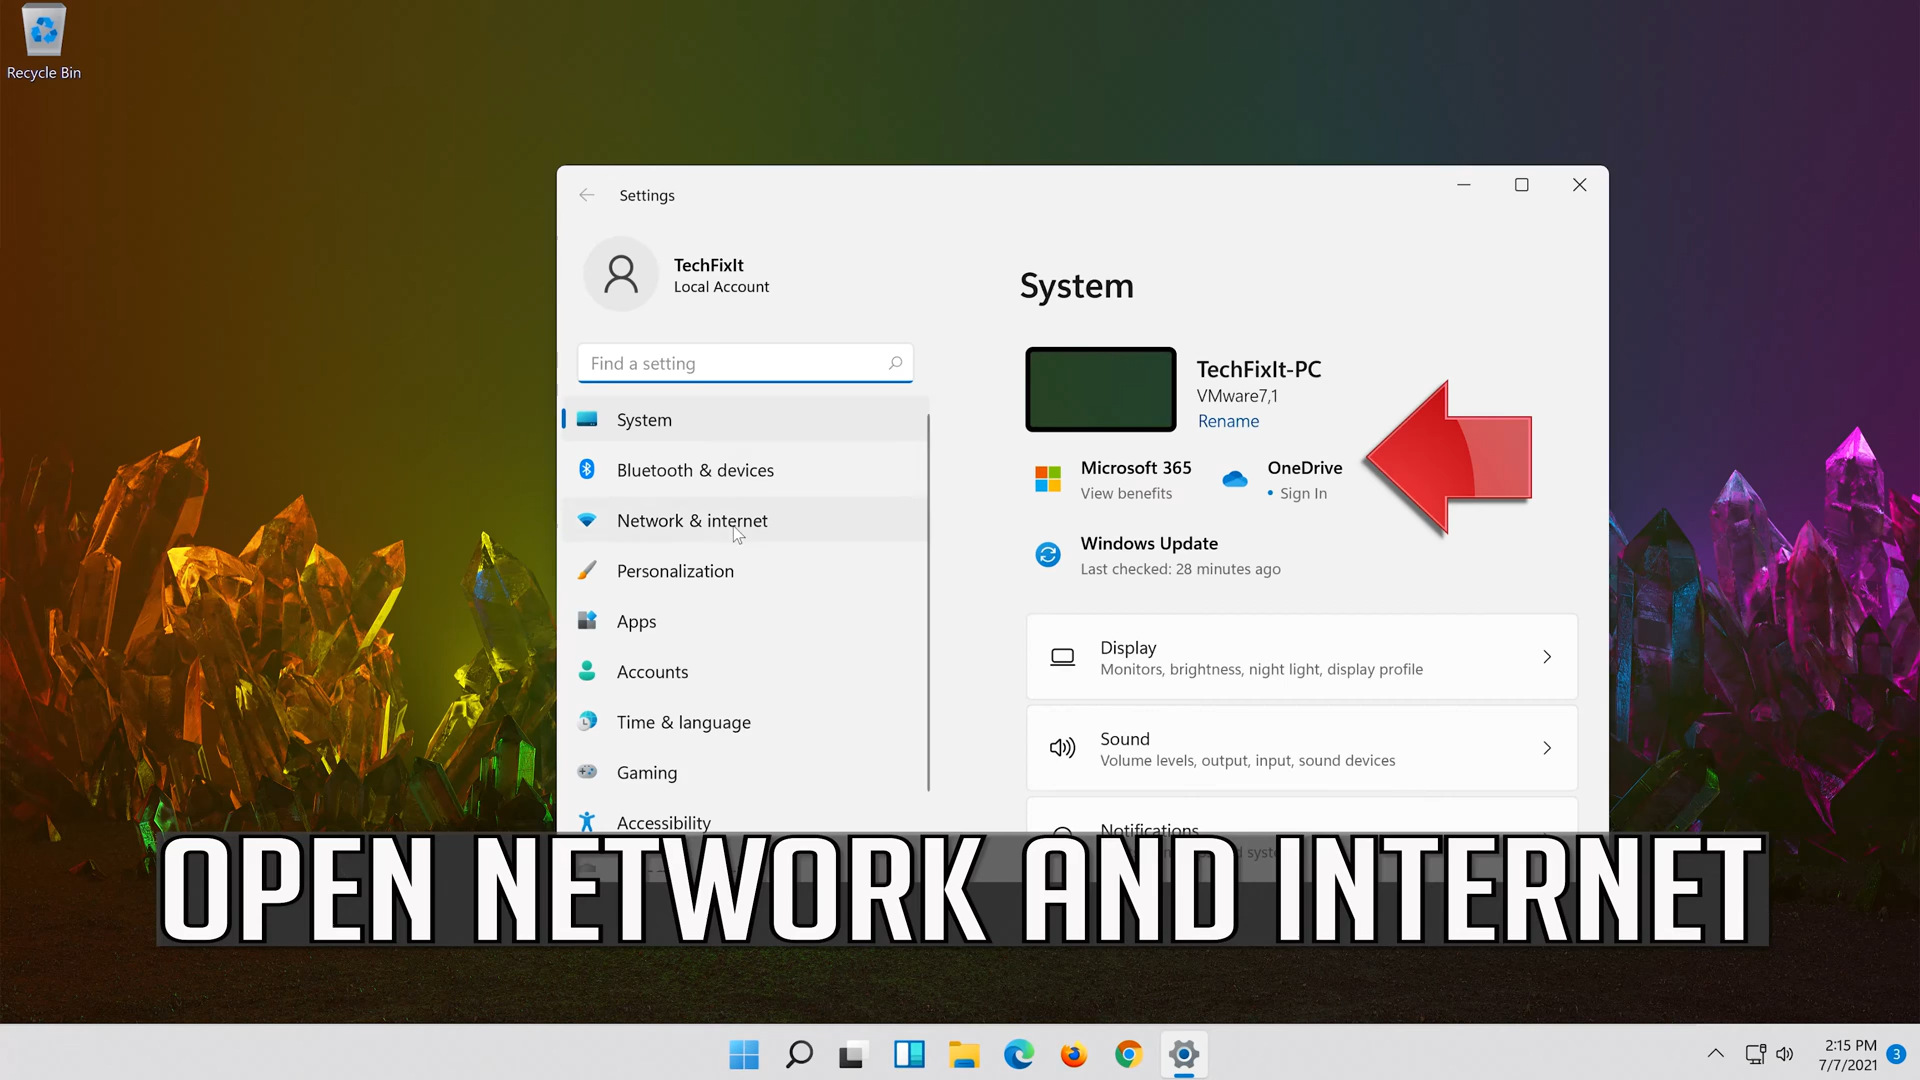 Recycle Bin
Settings
TechFixIt
Local Account
Find a setting
System
Bluetooth & devices
Network & internet
Personalization
Apps
Accounts
Time & language
Gaming
Accessibility
System
TechFixIt-PC
VMware7,1
Rename
Microsoft 365
View benefits
OneDrive
• Sign In
Windows Update
Last checked: 28 minutes ago
Display
Monitors, brightness, night light, display profile
Sound
Volume levels, output, input, sound devices
Notifications
OPEN NETWORK AND INTERNET
2:15 PM
7/7/2021
3